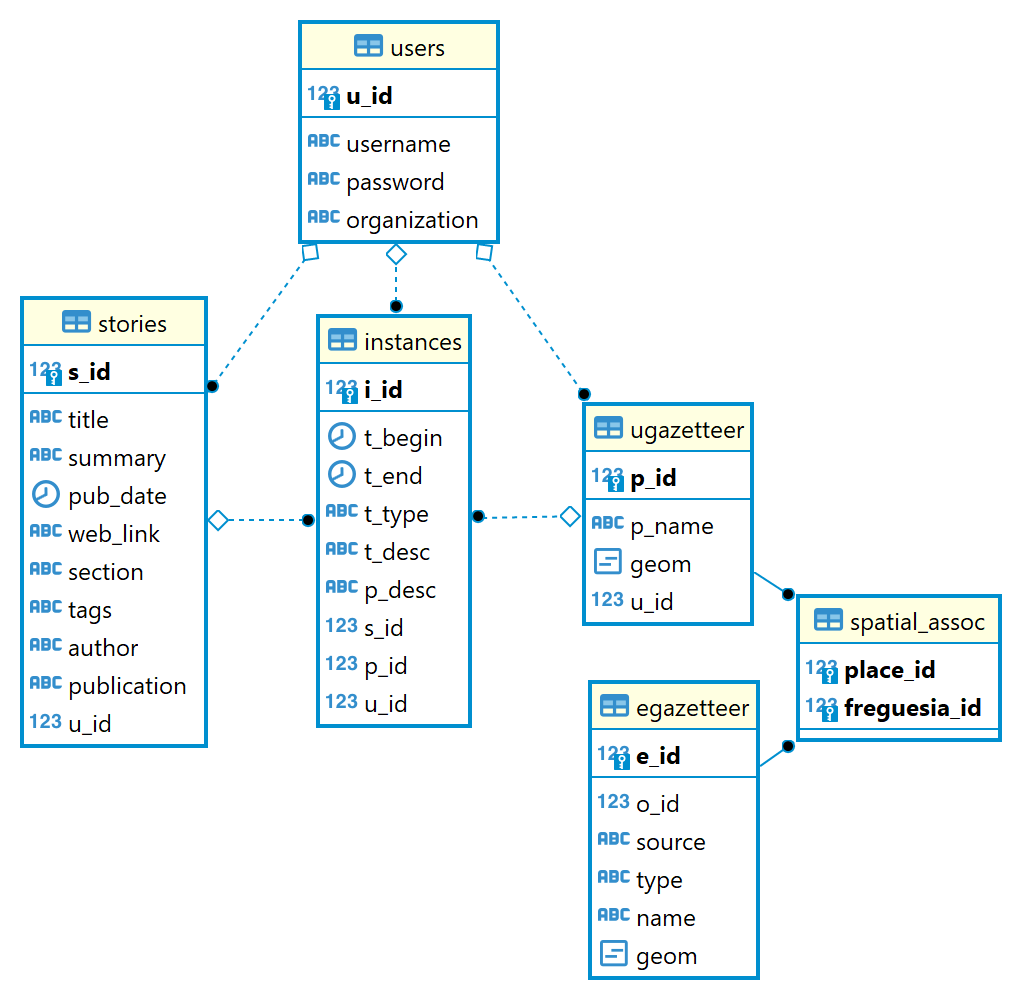 users
123 u_id
ABC username
ABC password
ABC organization
stories
123 s_id
ABC title
ABC summary
pub_date
ABC web_link
ABC section
ABC tags
ABC author
ABC publication
123 u_id
instances
123 i_id
t_begin
t_end
ABC t_type
ABC t_desc
ABC p_desc
123 s_id
123 p_id
123 u_id
ugazetteer
123 p_id
ABC p_name
geom
123 u_id
spatial_assoc
123 place_id
123 freguesia_id
egazetteer
123 e_id
123 o_id
ABC source
ABC type
ABC name
geom